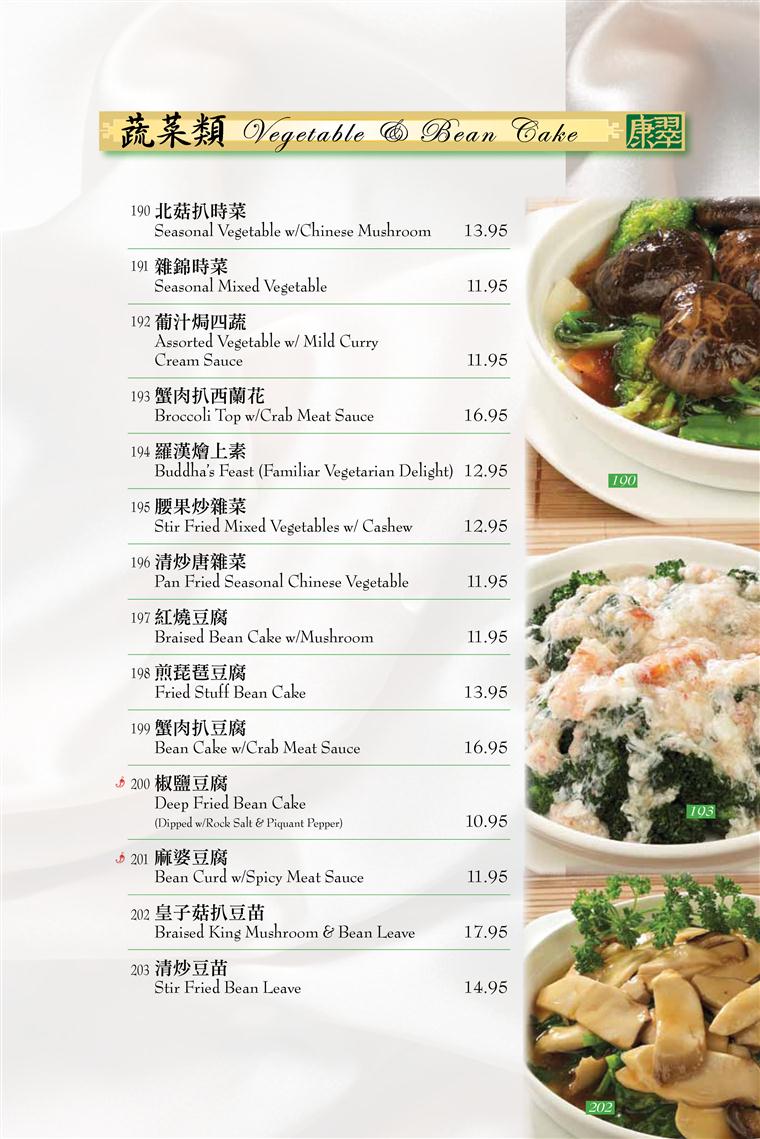 蔬菜類 Vegetable & Bean Cake 康翠
190 北菇扒時菜
Seasonal Vegetable w/Chinese Mushroom 13.95
191 雜錦時菜
Seasonal Mixed Vegetable 11.95
192 葡汁焗四蔬
Assorted Vegetable w/ Mild Curry
Cream Sauce 11.95
193 蟹肉扒西蘭花
Broccoli Top w/Crab Meat Sauce 16.95
194 羅漢燴上素
Buddha's Feast (Familiar Vegetarian Delight) 12.95
195 腰果炒雜菜
Stir Fried Mixed Vegetables w/ Cashew 12.95
196 清炒唐雜菜
Pan Fried Seasonal Chinese Vegetable 11.95
197 紅燒豆腐
Braised Bean Cake w/Mushroom 11.95
198 煎琵琶豆腐
Fried Stuff Bean Cake 13.95
199 蟹肉扒豆腐
Bean Cake w/Crab Meat Sauce 16.95
200 椒鹽豆腐
Deep Fried Bean Cake
(Dipped w/Rock Salt & Piquant Pepper) 10.95
201 麻婆豆腐
Bean Curd w/Spicy Meat Sauce 11.95
202 皇子菇扒豆苗
Braised King Mushroom & Bean Leave 17.95
203 清炒豆苗
Stir Fried Bean Leave 14.95
190
193
202